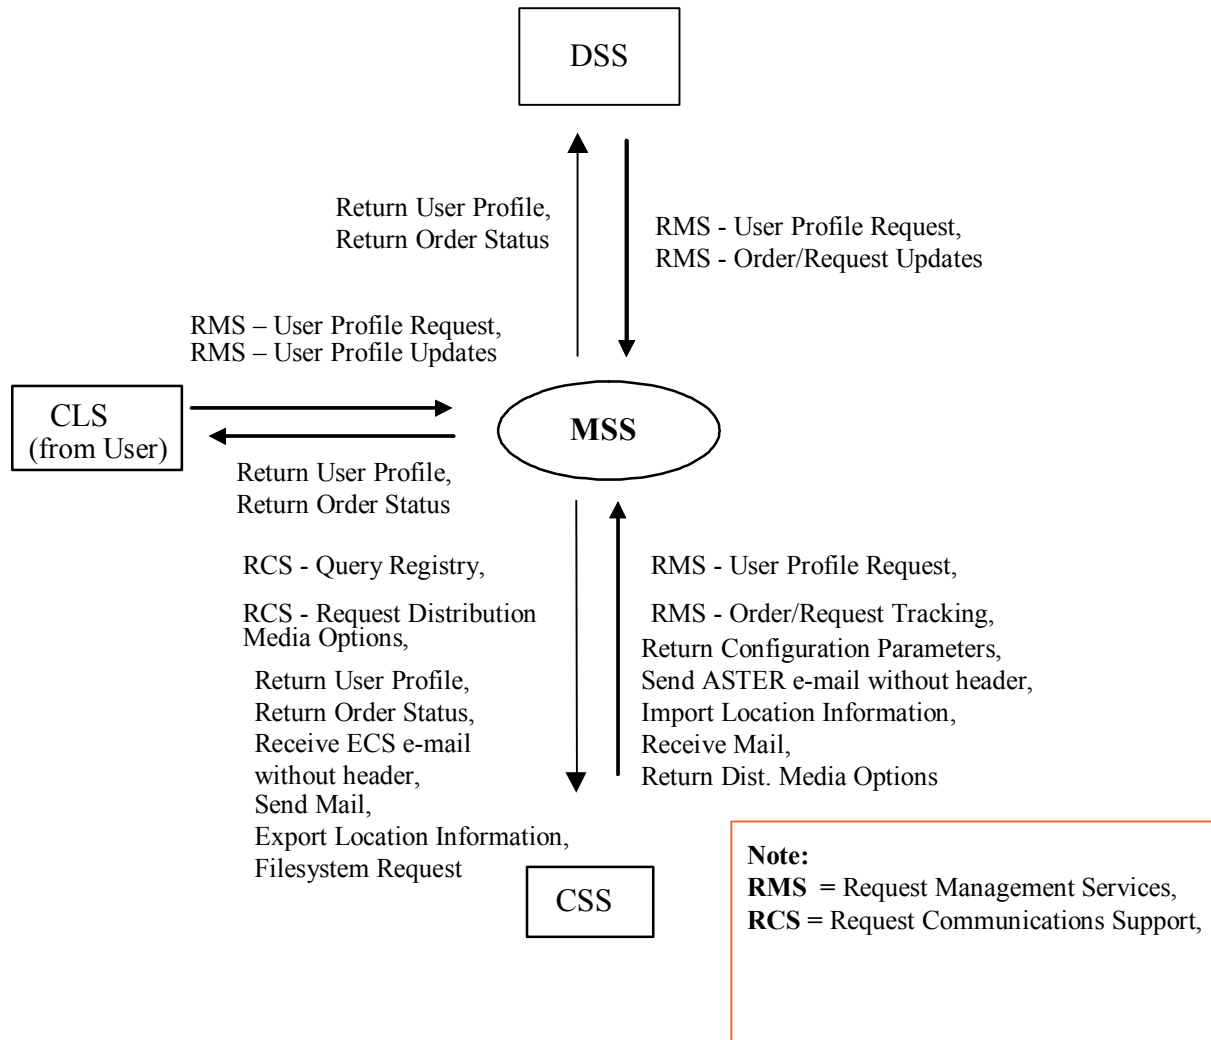 DSS
Return User Profile,
Return Order Status
RMS - User Profile Request,
RMS - Order/Request Updates
RMS – User Profile Request,
RMS – User Profile Updates
CLS
(from User)
MSS
Return User Profile,
Return Order Status
RCS - Query Registry,
RCS - Request Distribution
Media Options,
Return User Profile,
Return Order Status,
Receive ECS e-mail
without header,
Send Mail,
Export Location Information,
Filesystem Request
RMS - User Profile Request,
RMS - Order/Request Tracking,
Return Configuration Parameters,
Send ASTER e-mail without header,
Import Location Information,
Receive Mail,
Return Dist. Media Options
CSS
Note:
RMS = Request Management Services,
RCS = Request Communications Support,